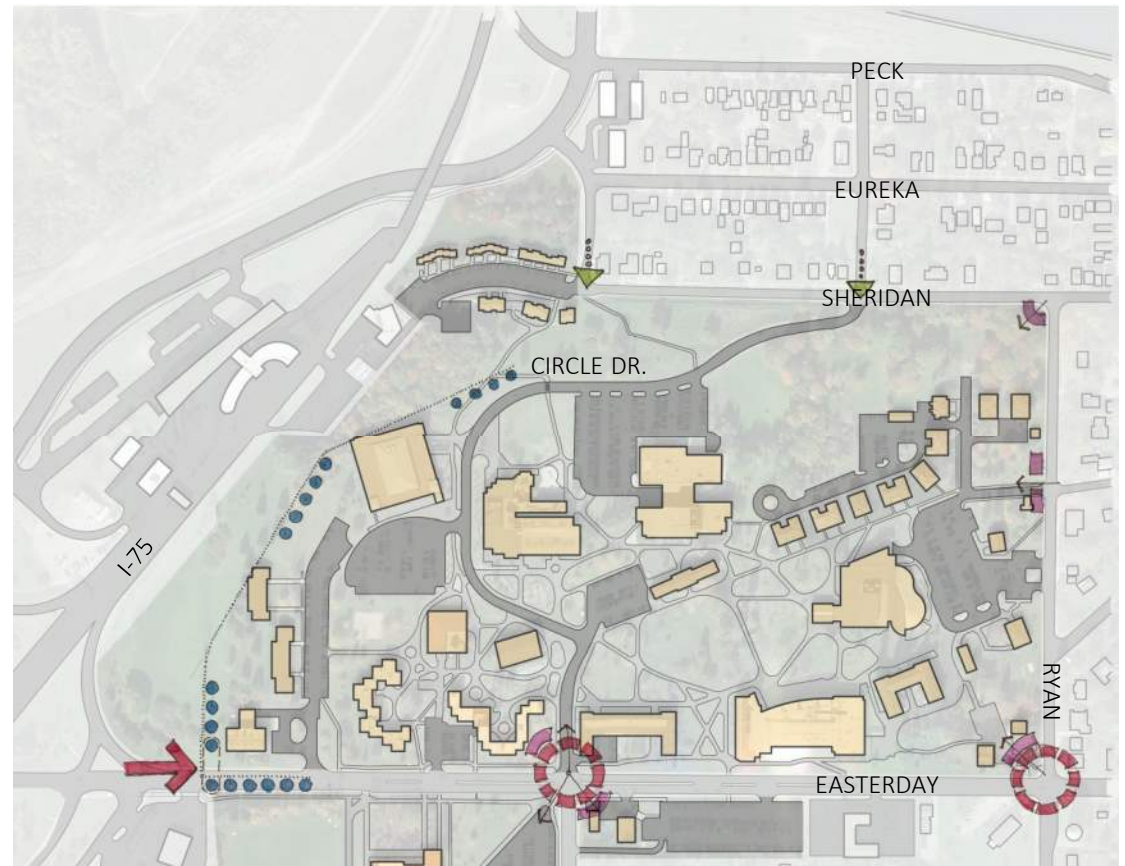 PECK
EUREKA
SHERIDAN
CIRCLE DR.
I-75
RYAN
EASTERDAY